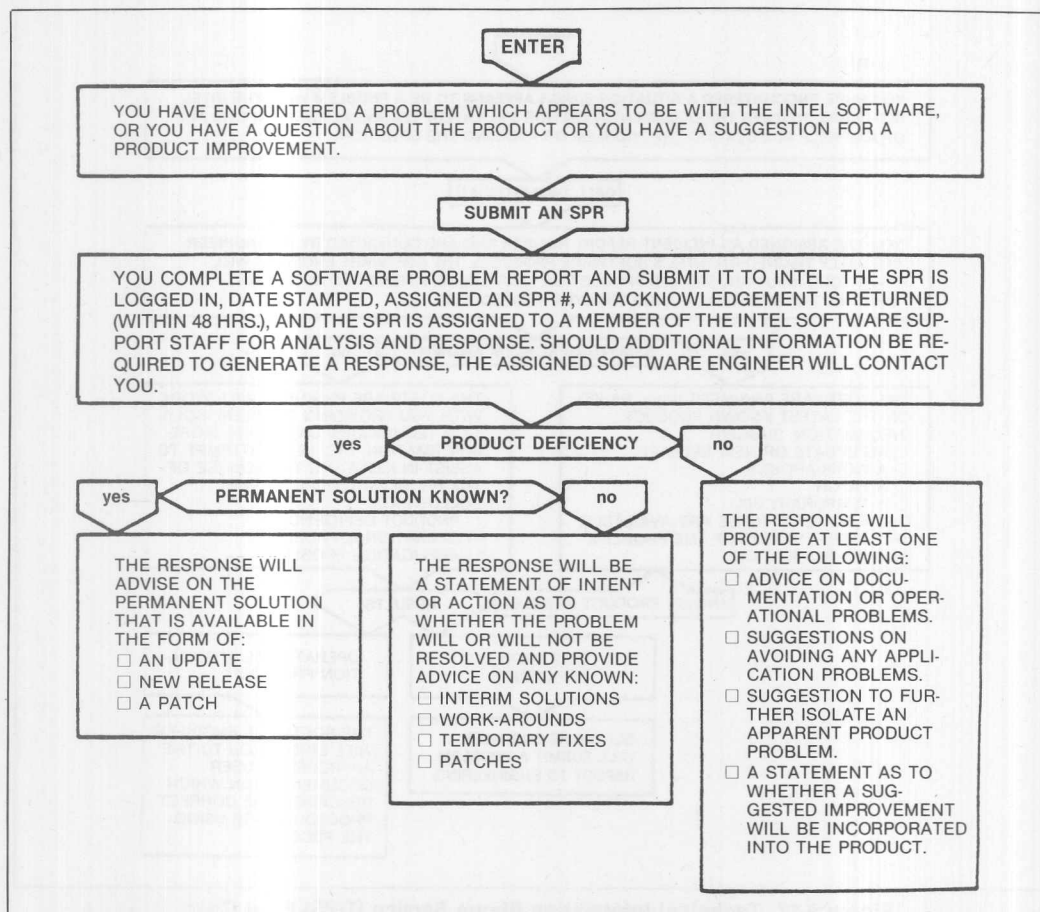 ENTER
YOU HAVE ENCOUNTERED A PROBLEM WHICH APPEARS TO BE WITH THE INTEL SOFTWARE,
OR YOU HAVE A QUESTION ABOUT THE PRODUCT OR YOU HAVE A SUGGESTION FOR A
PRODUCT IMPROVEMENT.
SUBMIT AN SPR
YOU COMPLETE A SOFTWARE PROBLEM REPORT AND SUBMIT IT TO INTEL. THE SPR IS
LOGGED IN, DATE STAMPED, ASSIGNED AN SPR #, AN ACKNOWLEDGEMENT IS RETURNED
(WITHIN 48 HRS.), AND THE SPR IS ASSIGNED TO A MEMBER OF THE INTEL SOFTWARE SUP-
PORT STAFF FOR ANALYSIS AND RESPONSE. SHOULD ADDITIONAL INFORMATION BE RE-
QUIRED TO GENERATE A RESPONSE, THE ASSIGNED SOFTWARE ENGINEER WILL CONTACT
YOU.
yes PRODUCT DEFICIENCY no
yes PERMANENT SOLUTION KNOWN? no
THE RESPONSE WILL
ADVISE ON THE
PERMANENT SOLUTION
THAT IS AVAILABLE IN
THE FORM OF:
☐ AN UPDATE
☐ NEW RELEASE
☐ A PATCH
THE RESPONSE WILL BE
A STATEMENT OF INTENT
OR ACTION AS TO
WHETHER THE PROBLEM
WILL OR WILL NOT BE
RESOLVED AND PROVIDE
ADVICE ON ANY KNOWN:
☐ INTERIM SOLUTIONS
☐ WORK-AROUNDS
☐ TEMPORARY FIXES
☐ PATCHES
THE RESPONSE WILL
PROVIDE AT LEAST ONE
OF THE FOLLOWING:
☐ ADVICE ON DOCU-
MENTATION OR OPER-
ATIONAL PROBLEMS.
☐ SUGGESTIONS ON
AVOIDING ANY APPLI-
CATION PROBLEMS.
☐ SUGGESTION TO FUR-
THER ISOLATE AN
APPARENT PRODUCT
PROBLEM.
☐ A STATEMENT AS TO
WHETHER A SUG-
GESTED IMPROVEMENT
WILL BE INCORPORATED
INTO THE PRODUCT.